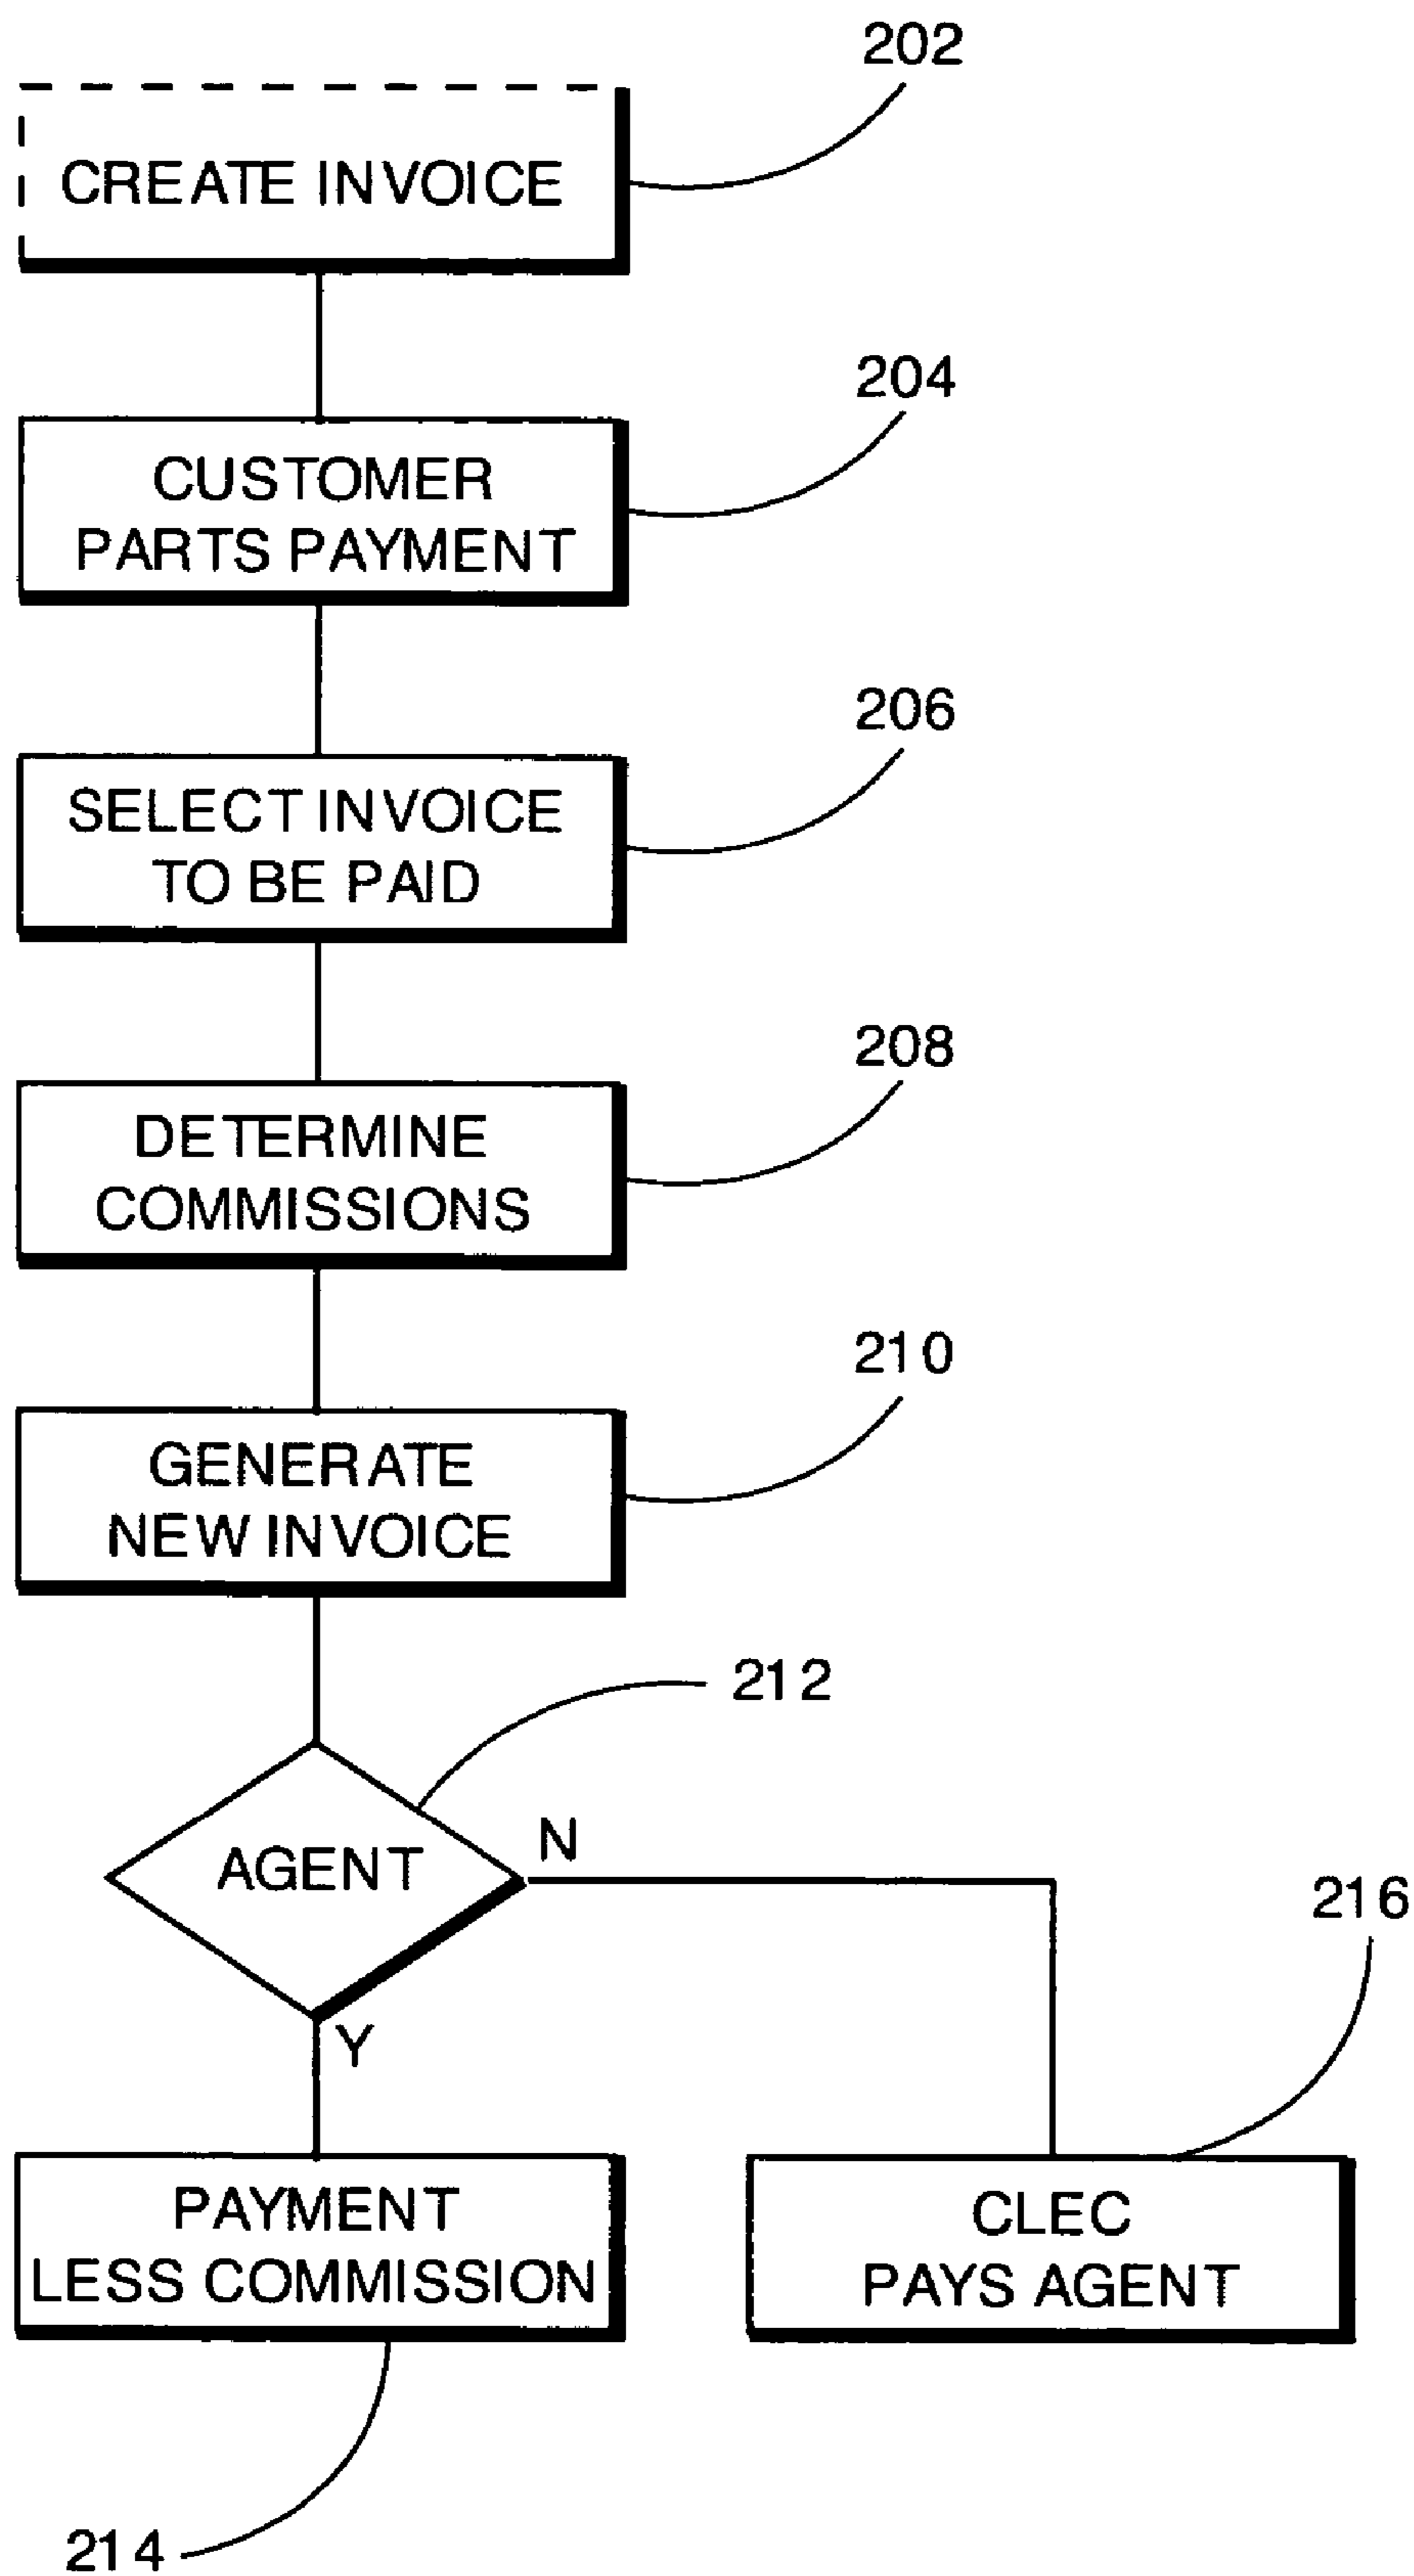 202
CREATE INVOICE
204
CUSTOMER
PARTS PAYMENT
206
SELECT INVOICE
TO BE PAID
208
DETERMINE
COMMISSIONS
210
GENERATE
NEW INVOICE
212
AGENT
N
216
Y
PAYMENT
LESS COMMISSION
CLEC
PAYS AGENT
214